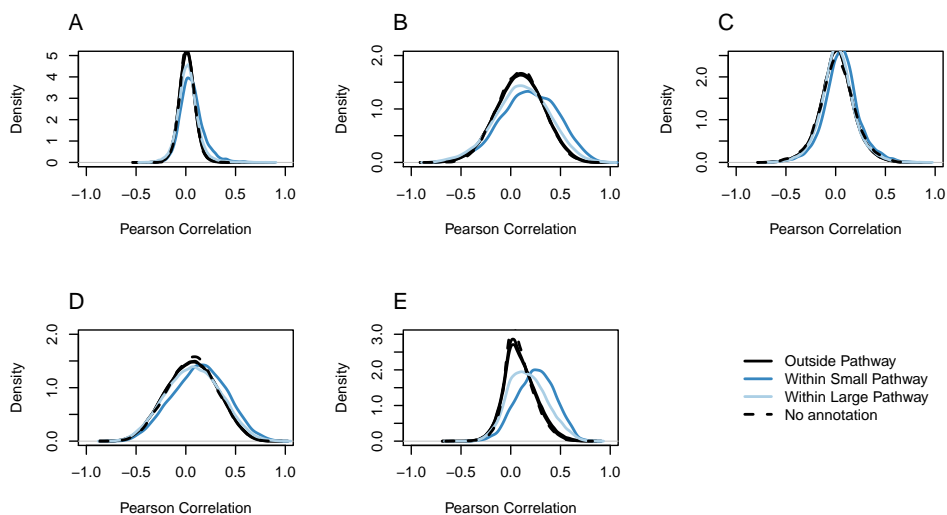 A
B
C
Density
0 1 2 3 4 5
−1.0 −0.5 0.0 0.5 1.0
Pearson Correlation
Density
0.0 1.0 2.0
−1.0 −0.5 0.0 0.5 1.0
Pearson Correlation
Density
0.0 1.0 2.0
−1.0 −0.5 0.0 0.5 1.0
Pearson Correlation
D
E
Density
0.0 1.0 2.0
−1.0 −0.5 0.0 0.5 1.0
Pearson Correlation
Density
0.0 1.0 2.0 3.0
−1.0 −0.5 0.0 0.5 1.0
Pearson Correlation
Outside Pathway
Within Small Pathway
Within Large Pathway
No annotation